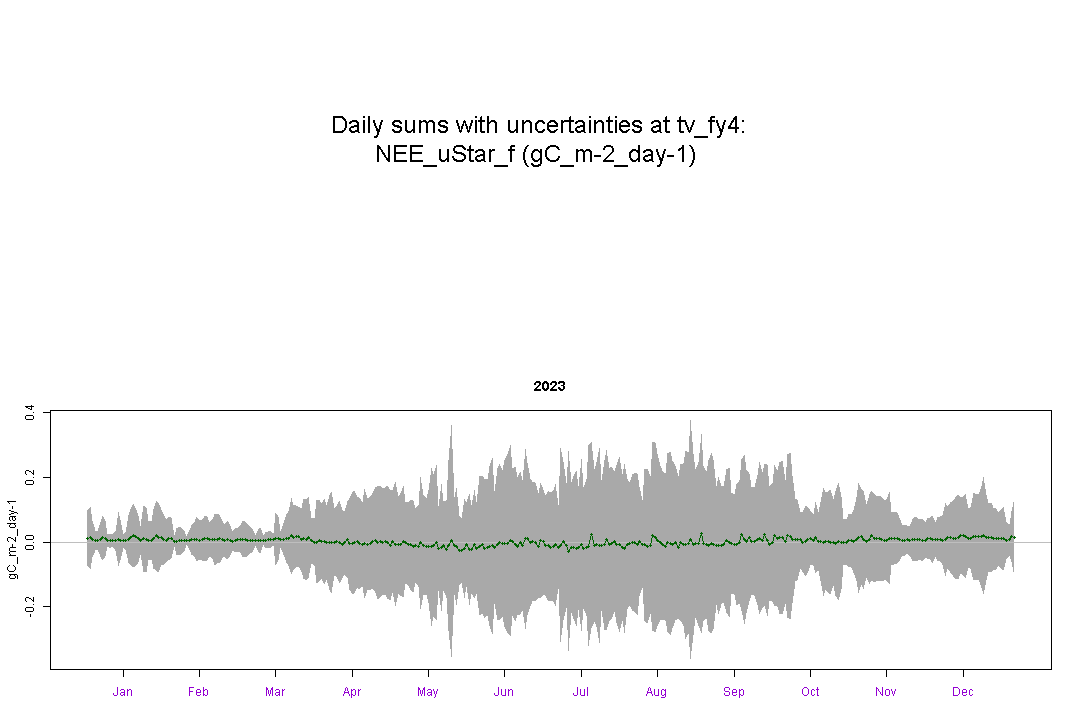 Daily sums with uncertainties at tv_fy4:
NEE_uStar_f (gC_m-2_day-1)
2023
gC_m-2_day-1
0.4
0.2
0.0
-0.2
Jan Feb Mar Apr May Jun Jul Aug Sep Oct Nov Dec